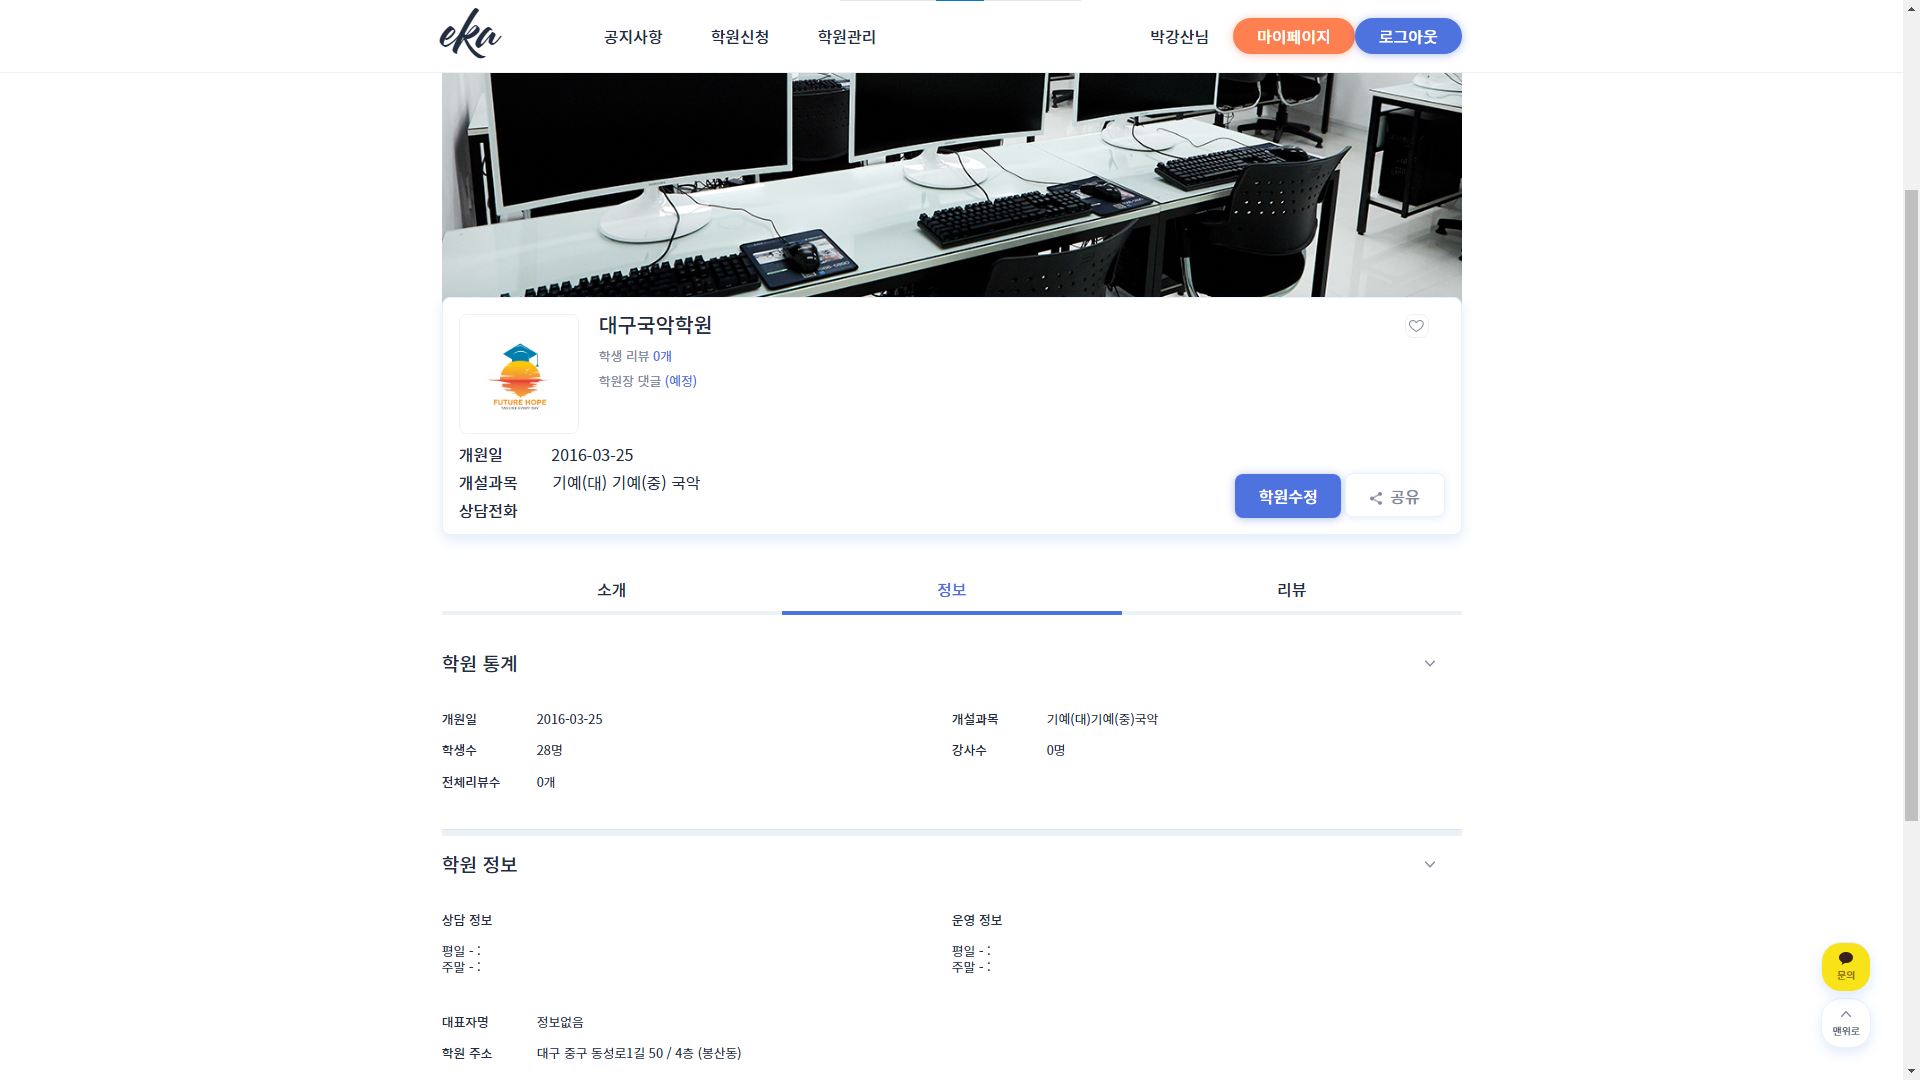 eka 공지사항 학원신청 학원관리 박강산님 마이페이지 로그아웃
대구국악학원
학생 리뷰 0개
학원장 댓글 (예정)
FUTURE HOPE
개원일 2016-03-25
개설과목 기예(대) 기예(중) 국악
상담전화
학원수정 공유
소개 정보 리뷰
학원 통계
개원일 2016-03-25 개설과목 기예(대)기예(중)국악
학생수 28명 강사수 0명
전체리뷰수 0개
학원 정보
상담 정보 운영 정보
평일 - : 평일 - :
주말 - : 주말 - :
대표자명 정보없음
학원 주소 대구 중구 동성로1길 50 / 4층 (봉산동)
문의
맨위로